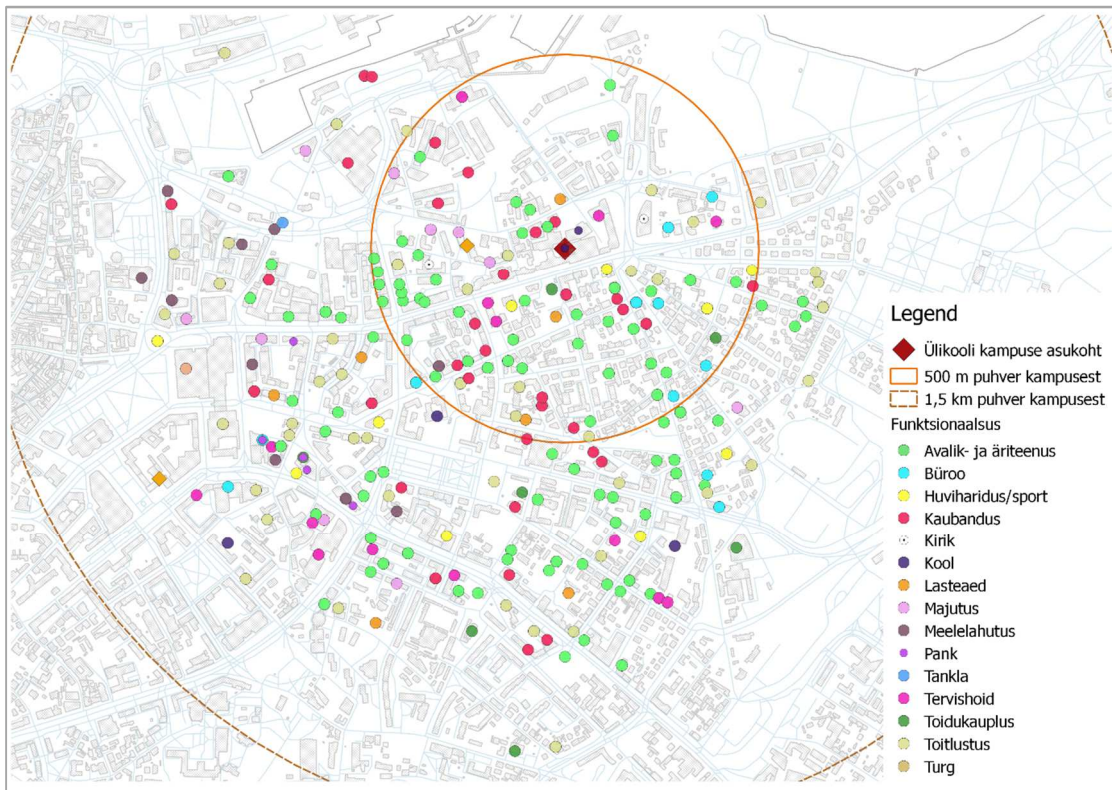 Legend
Ülikooli kampuse asukoht
500 m puhver kampusest
1,5 km puhver kampusest
Funktsionaalsus
Avalik- ja äriteenus
Büroo
Huviharidus/sport
Kaubandus
Kirik
Kool
Lasteaed
Majutus
Meelelahutus
Pank
Tankla
Tervishoid
Toidukauplus
Toitlustus
Turg